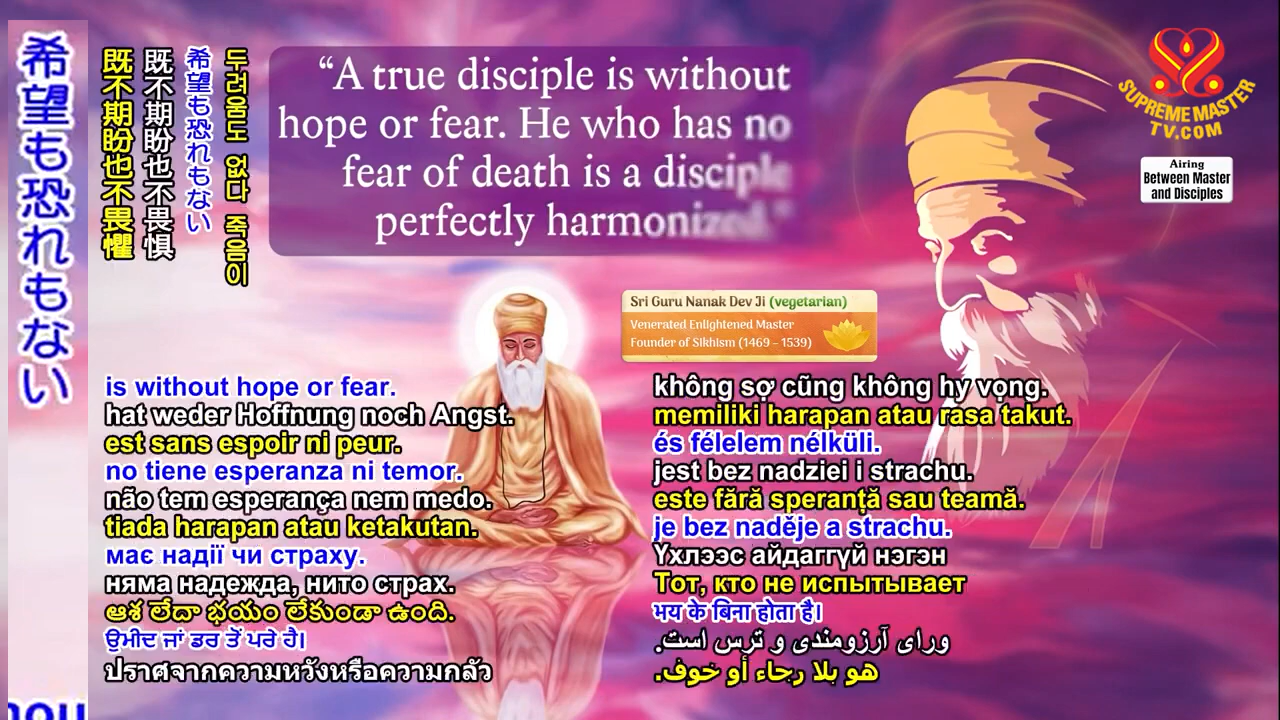 希望も恐れもない
既不期盼也不畏懼
既不期盼也不畏惧
希望も恐れもない
두려움도 없다 죽음이
“A true disciple is without
hope or fear. He who has no
fear of death is a disciple
perfectly harmonized.”
SUPREME MASTER
TV.COM
Airing
Between Master
and Disciples
Sri Guru Nanak Dev Ji (vegetarian)
Venerated Enlightened Master
Founder of Sikhism (1469 – 1539)
is without hope or fear.
hat weder Hoffnung noch Angst.
est sans espoir ni peur.
no tiene esperanza ni temor.
não tem esperança nem medo.
tiada harapan atau ketakutan.
має надії чи страху.
няма надежда, нито страх.
ఆశ లేదా భయం లేకుండా ఉంది.
ਉਮੀਦ ਜਾਂ ਡਰ ਤੋਂ ਪਰੇ ਹੈ।
ปราศจากความหวังหรือความกลัว
không sợ cũng không hy vọng.
memiliki harapan atau rasa takut.
és félelem nélküli.
jest bez nadziei i strachu.
este fără speranță sau teamă.
je bez naděje a strachu.
Үхлээс айдаггүй нэгэн
Тот, кто не испытывает
भय के बिना होता है।
ورای آرزومندی و ترس است.
هو بلا رجاء أو خوف.